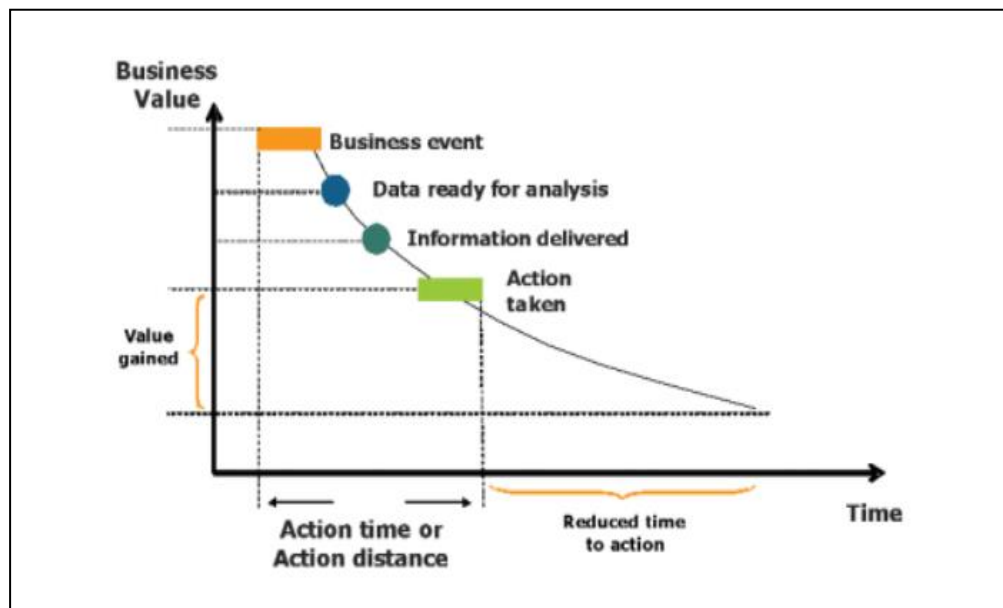 Business
Value
Business event
Data ready for analysis
Information delivered
Action
taken
Value
gained
Time
Action time or
Action distance
Reduced time
to action